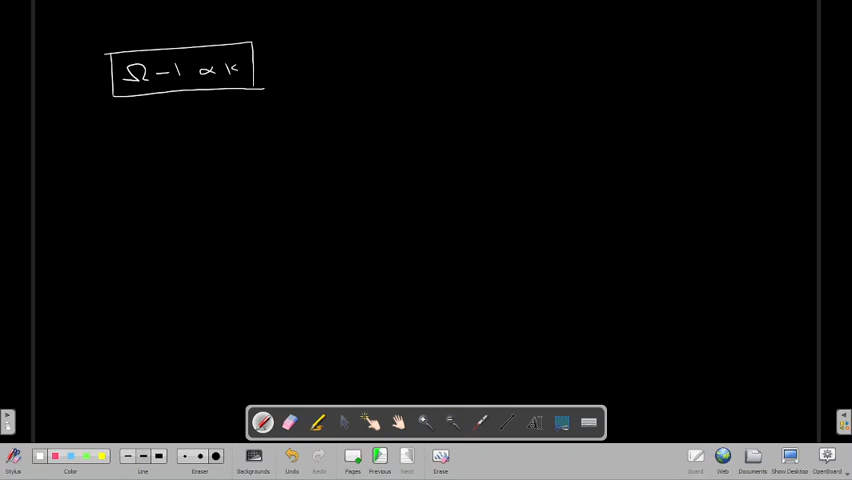 Ω - 1 ∝ k
Stylus
Color
Line
Eraser
Backgrounds
Undo
Redo
Pages
Previous
Next
Erase
Board
Web
Documents
Show Desktop
OpenBoard